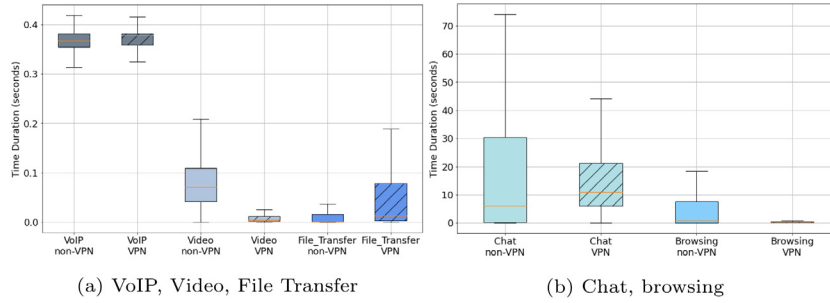 Time Duration (seconds)
0.4
0.3
0.2
0.1
0.0
VoIP
non-VPN
VoIP
VPN
Video
non-VPN
Video
VPN
File_Transfer
non-VPN
File_Transfer
VPN
(a) VoIP, Video, File Transfer
Time Duration (seconds)
70
60
50
40
30
20
10
0
Chat
non-VPN
Chat
VPN
Browsing
non-VPN
Browsing
VPN
(b) Chat, browsing